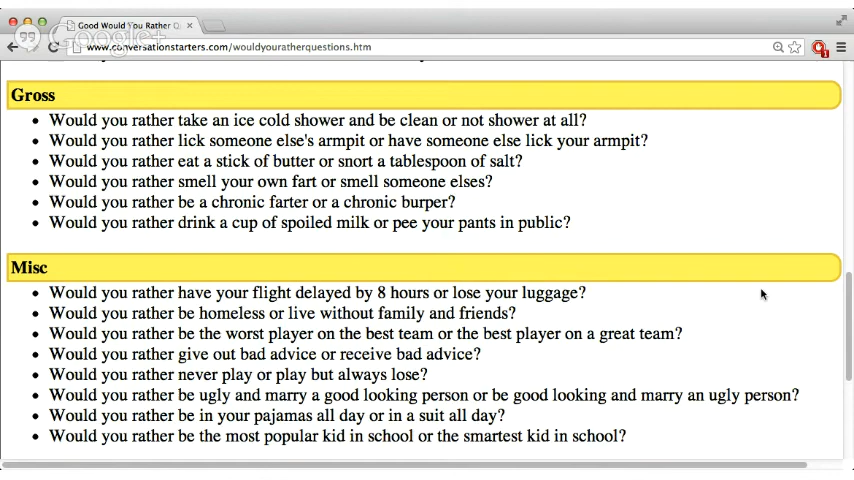 Good Would You Rather Q
Google+
www.conversationstarters.com/wouldyouratherquestions.htm
Gross
Would you rather take an ice cold shower and be clean or not shower at all?
Would you rather lick someone else's armpit or have someone else lick your armpit?
Would you rather eat a stick of butter or snort a tablespoon of salt?
Would you rather smell your own fart or smell someone elses?
Would you rather be a chronic farter or a chronic burper?
Would you rather drink a cup of spoiled milk or pee your pants in public?
Misc
Would you rather have your flight delayed by 8 hours or lose your luggage?
Would you rather be homeless or live without family and friends?
Would you rather be the worst player on the best team or the best player on a great team?
Would you rather give out bad advice or receive bad advice?
Would you rather never play or play but always lose?
Would you rather be ugly and marry a good looking person or be good looking and marry an ugly person?
Would you rather be in your pajamas all day or in a suit all day?
Would you rather be the most popular kid in school or the smartest kid in school?